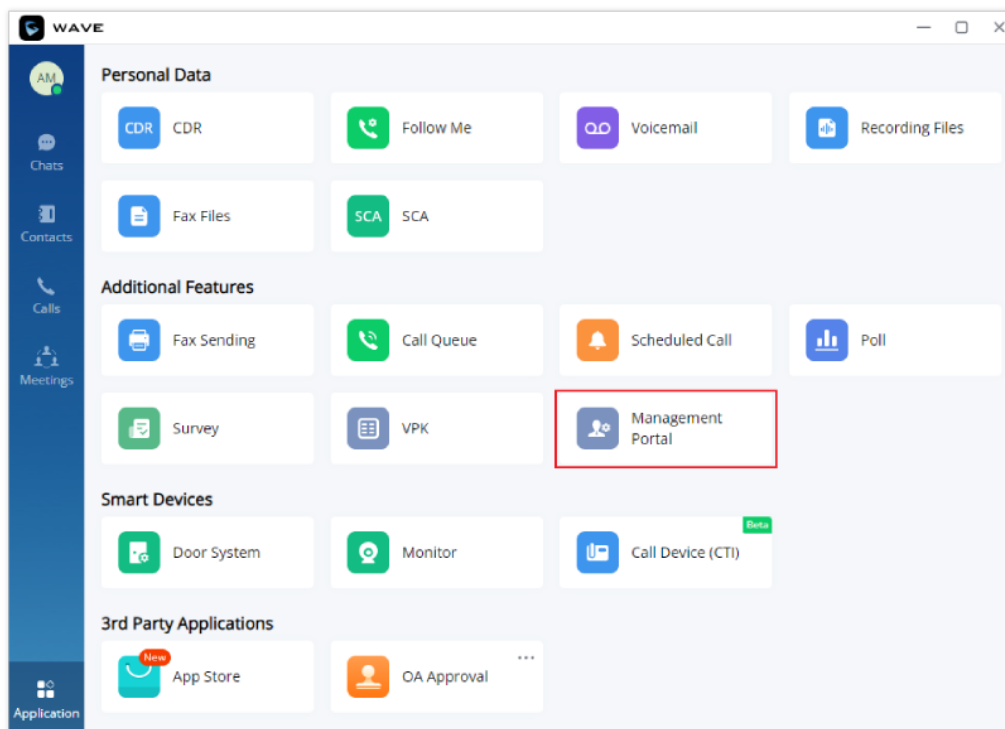 WAVE
AM
Chats
Contacts
Calls
Meetings
Application
Personal Data
CDR CDR
Follow Me
Voicemail
Recording Files
Fax Files
SCA SCA
Additional Features
Fax Sending
Call Queue
Scheduled Call
Poll
Survey
VPK
Management
Portal
Smart Devices
Door System
Monitor
Call Device (CTI)
Beta
3rd Party Applications
New
App Store
OA Approval